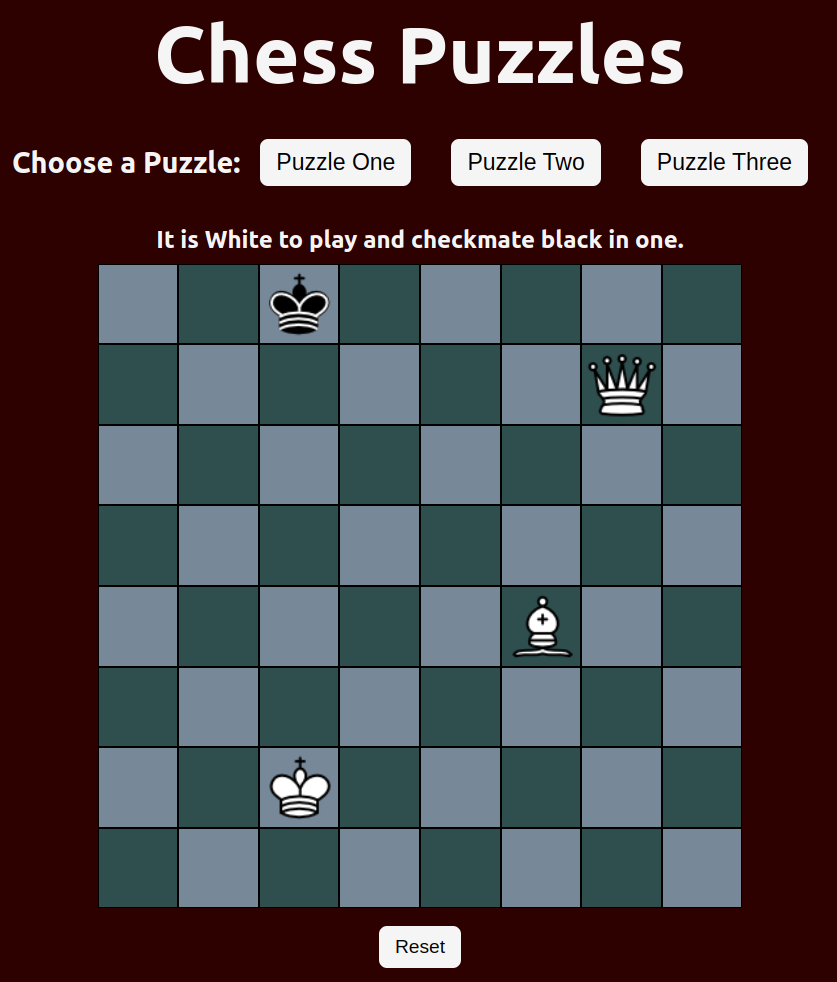 Chess Puzzles
Choose a Puzzle: Puzzle One Puzzle Two Puzzle Three
It is White to play and checkmate black in one.
Reset